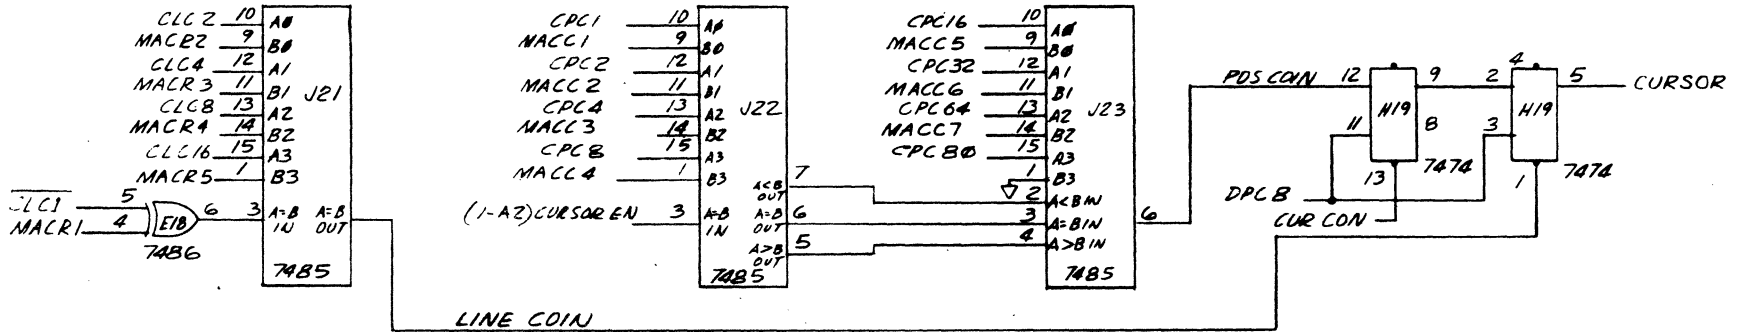 CLC2 10 A0
MACR2 9 B0
CLC4 12 A1
MACR3 11 B1
CLC8 13 A2
MACR4 14 B2
CLC16 15 A3
MACR5 1 B3
J21
CLC1 5
MACR1 4
E18 6
7486
3 A=B IN
A=B OUT
7485
LINE COIN
CPC1 10 A0
MACC1 9 B0
CPC2 12 A1
MACC2 11 B1
CPC4 13 A2
MACC3 14 B2
CPC8 15 A3
MACC4 1 B3
J22
A<B OUT 7
(1-A2)CURSOR EN 3 A=B IN
A=B OUT 6
A>B OUT 5
7485
CPC16 10 A0
MACC5 9 B0
CPC32 12 A1
MACC6 11 B1
CPC64 13 A2
MACC7 14 B2
CPC80 15 A3
1 B3
J23
2 A<B IN
3 A=B IN
4 A>B IN
6
7485
POS COIN 12
H19
9
8
11
13
7474
DPCB
CUR CON
2
4
H19
3
1
5 CURSOR
7474